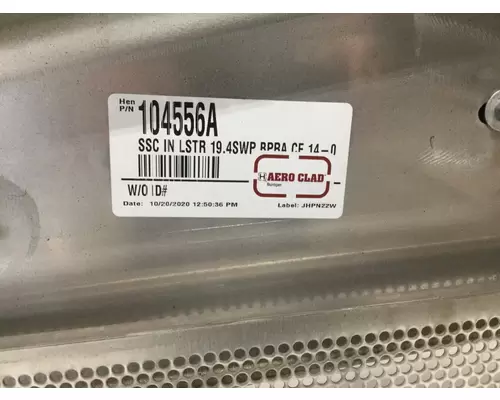 Hen
P/N 104556A
SSC IN LSTR 19.4SWP BPBA CF 14-0
H AERO CLAD
W/O ID#
Date: 10/20/2020 12:50:36 PM Label: JHPN22W